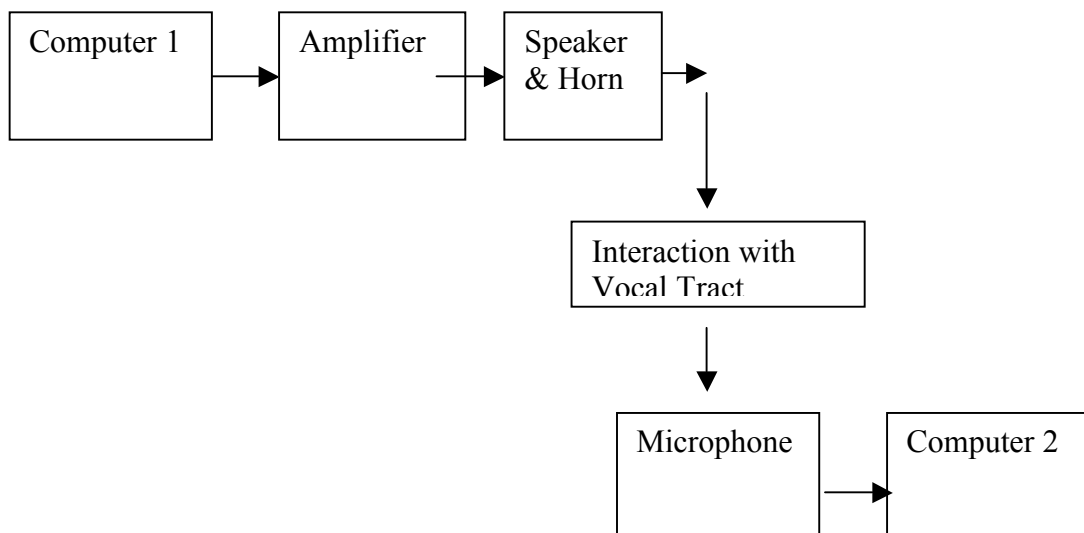 Computer 1
Amplifier
Speaker
& Horn
Interaction with
Vocal Tract
Microphone
Computer 2